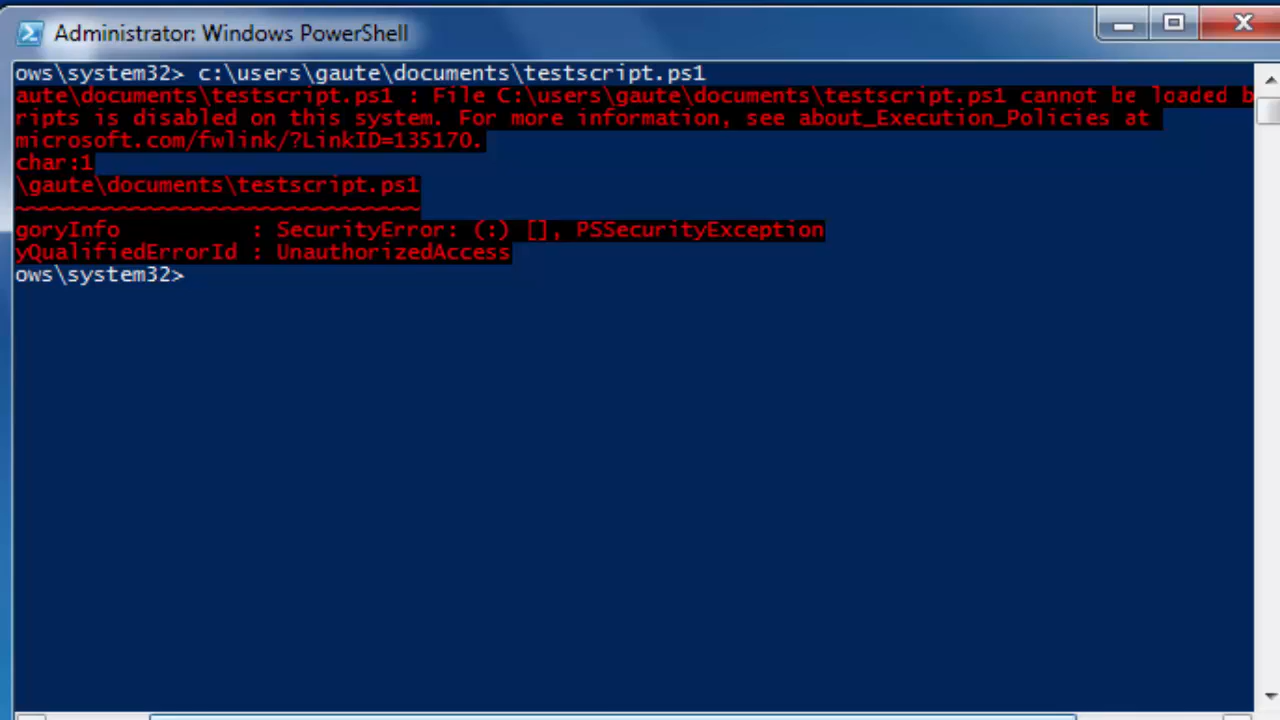 Administrator: Windows PowerShell
ows\system32> c:\users\gaute\documents\testscript.ps1
aute\documents\testscript.ps1 : File C:\users\gaute\documents\testscript.ps1 cannot be loaded b
ripts is disabled on this system. For more information, see about_Execution_Policies at
microsoft.com/fwlink/?LinkID=135170.
char:1
\gaute\documents\testscript.ps1
~~~~~~~~~~~~~~~~~~~~~~~~~~~~~~~
goryInfo : SecurityError: (:) [], PSSecurityException
yQualifiedErrorId : UnauthorizedAccess
ows\system32>